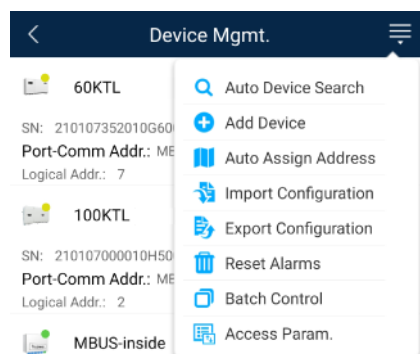 Device Mgmt.
60KTL
SN: 210107352010G60
Port-Comm Addr.: ME
Logical Addr.: 7
100KTL
SN: 210107000010H50
Port-Comm Addr.: ME
Logical Addr.: 2
MBUS-inside
Auto Device Search
Add Device
Auto Assign Address
Import Configuration
Export Configuration
Reset Alarms
Batch Control
Access Param.